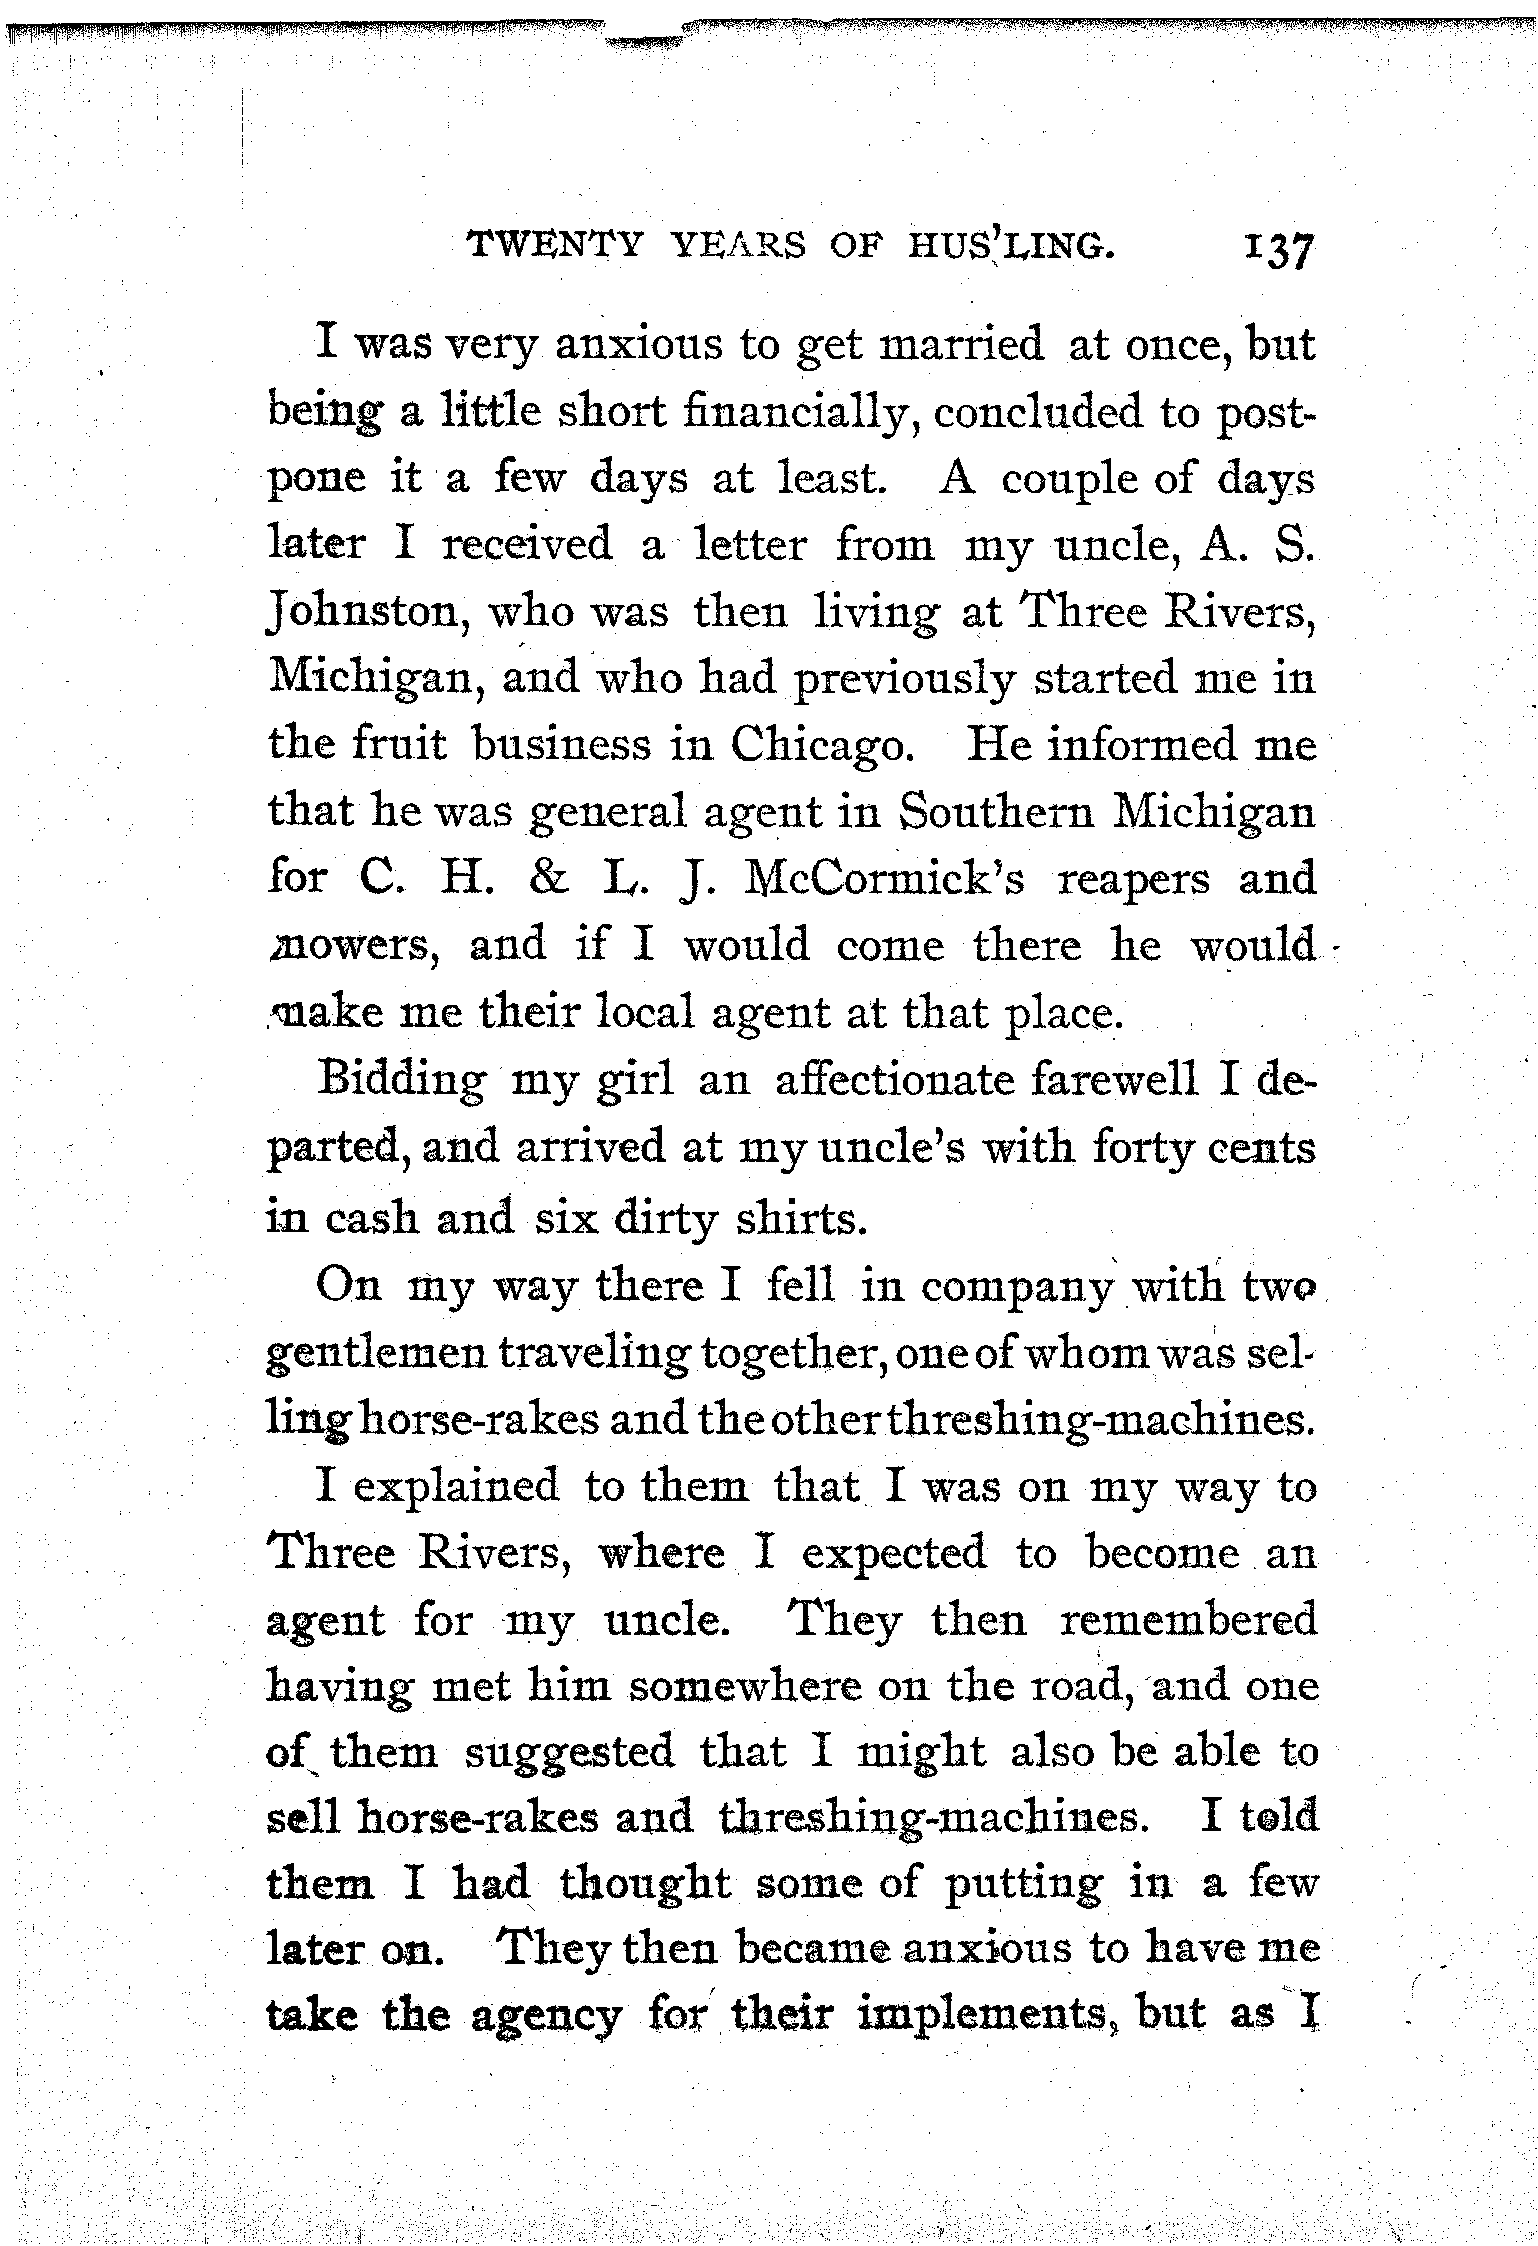 TWENTY YEARS OF HUS'LING. 137
I was very anxious to get married at once, but
being a little short financially, concluded to post-
pone it a few days at least. A couple of days
later I received a letter from my uncle, A. S.
Johnston, who was then living at Three Rivers,
Michigan, and who had previously started me in
the fruit business in Chicago. He informed me
that he was general agent in Southern Michigan
for C. H. & L. J. McCormick's reapers and
mowers, and if I would come there he would
make me their local agent at that place.
Bidding my girl an affectionate farewell I de-
parted, and arrived at my uncle's with forty cents
in cash and six dirty shirts.
On my way there I fell in company with two
gentlemen traveling together, one of whom was sel-
ling horse-rakes and the other threshing-machines.
I explained to them that I was on my way to
Three Rivers, where I expected to become an
agent for my uncle. They then remembered
having met him somewhere on the road, and one
of them suggested that I might also be able to
sell horse-rakes and threshing-machines. I told
them I had thought some of putting in a few
later on. They then became anxious to have me
take the agency for their implements, but as I